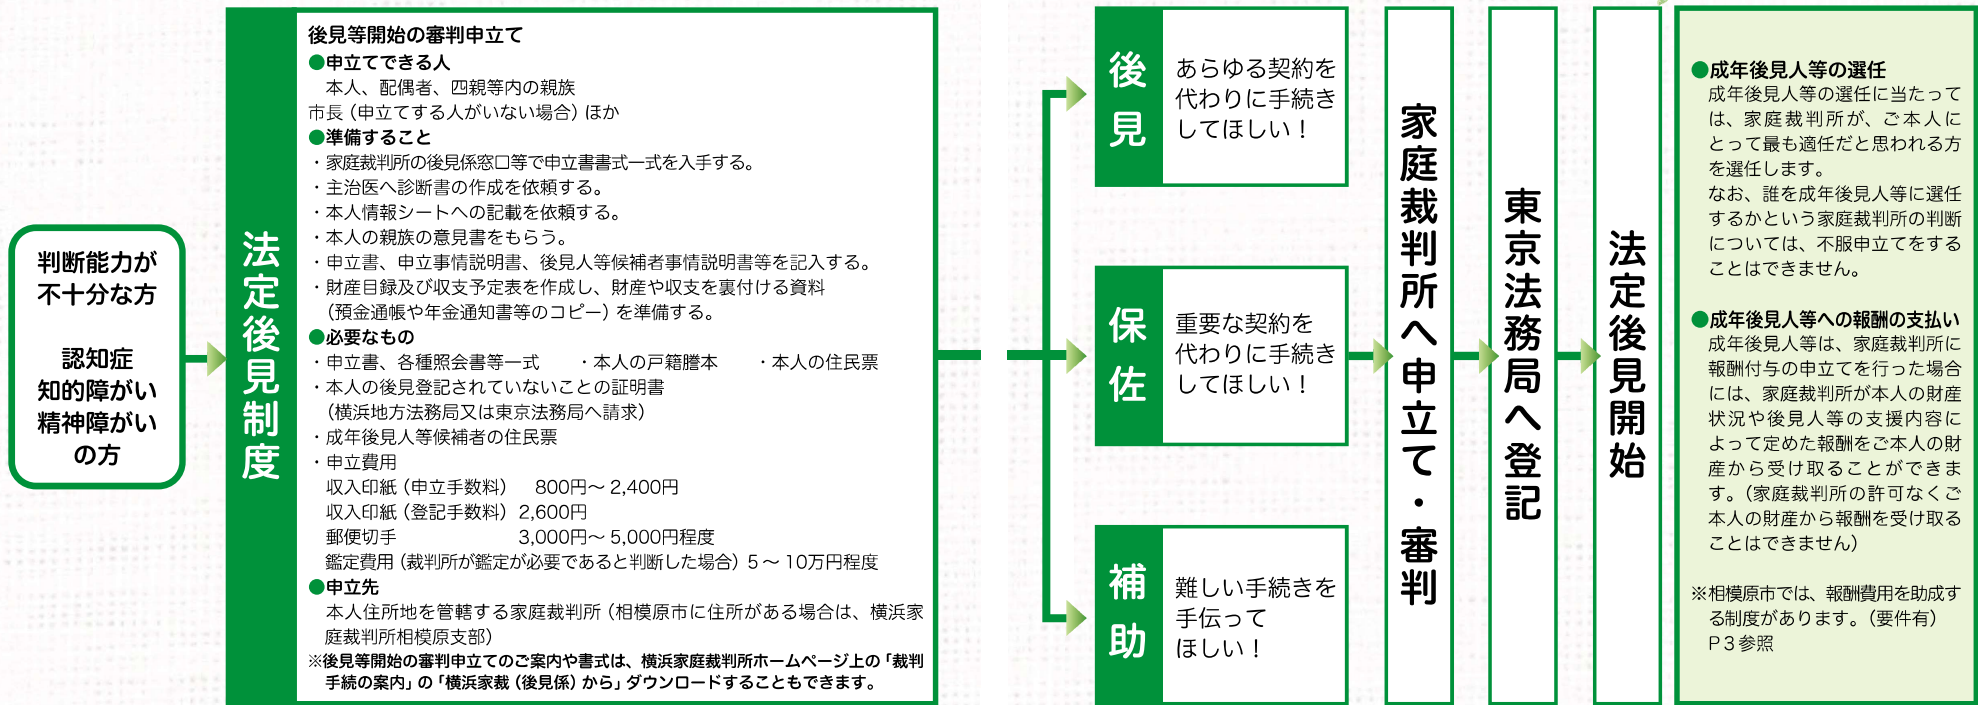 判断能力が
不十分な方
認知症
知的障がい
精神障がい
の方
法定後見制度
後見等開始の審判申立て
●申立てできる人
本人、配偶者、四親等内の親族
市長（申立てする人がいない場合）ほか
●準備すること
・家庭裁判所の後見係窓口等で申立書書式一式を入手する。
・主治医へ診断書の作成を依頼する。
・本人情報シートへの記載を依頼する。
・本人の親族の意見書をもらう。
・申立書、申立事情説明書、後見人等候補者事情説明書等を記入する。
・財産目録及び収支予定表を作成し、財産や収支を裏付ける資料
（預金通帳や年金通知書等のコピー）を準備する。
●必要なもの
・申立書、各種照会書等一式　・本人の戸籍謄本　・本人の住民票
・本人の後見登記されていないことの証明書
（横浜地方法務局又は東京法務局へ請求）
・成年後見人等候補者の住民票
・申立費用
収入印紙（申立手数料）　800円～2,400円
収入印紙（登記手数料）2,600円
郵便切手　3,000円～5,000円程度
鑑定費用（裁判所が鑑定が必要であると判断した場合）5～10万円程度
●申立先
本人住所地を管轄する家庭裁判所（相模原市に住所がある場合は、横浜家
庭裁判所相模原支部）
※後見等開始の審判申立てのご案内や書式は、横浜家庭裁判所ホームページ上の「裁判
手続の案内」の「横浜家裁（後見係）から」ダウンロードすることもできます。
後見
あらゆる契約を
代わりに手続き
してほしい！
保佐
重要な契約を
代わりに手続き
してほしい！
補助
難しい手続きを
手伝って
ほしい！
家庭裁判所へ申立て・審判
東京法務局へ登記
法定後見開始
●成年後見人等の選任
成年後見人等の選任に当たって
は、家庭裁判所が、ご本人に
とって最も適任だと思われる方
を選任します。
なお、誰を成年後見人等に選任
するかという家庭裁判所の判断
については、不服申立てをする
ことはできません。
●成年後見人等への報酬の支払い
成年後見人等は、家庭裁判所に
報酬付与の申立てを行った場合
には、家庭裁判所が本人の財産
状況や後見人等の支援内容に
よって定めた報酬をご本人の財
産から受け取ることができま
す。（家庭裁判所の許可なくご
本人の財産から報酬を受け取る
ことはできません）
※相模原市では、報酬費用を助成す
る制度があります。（要件有）
P3参照